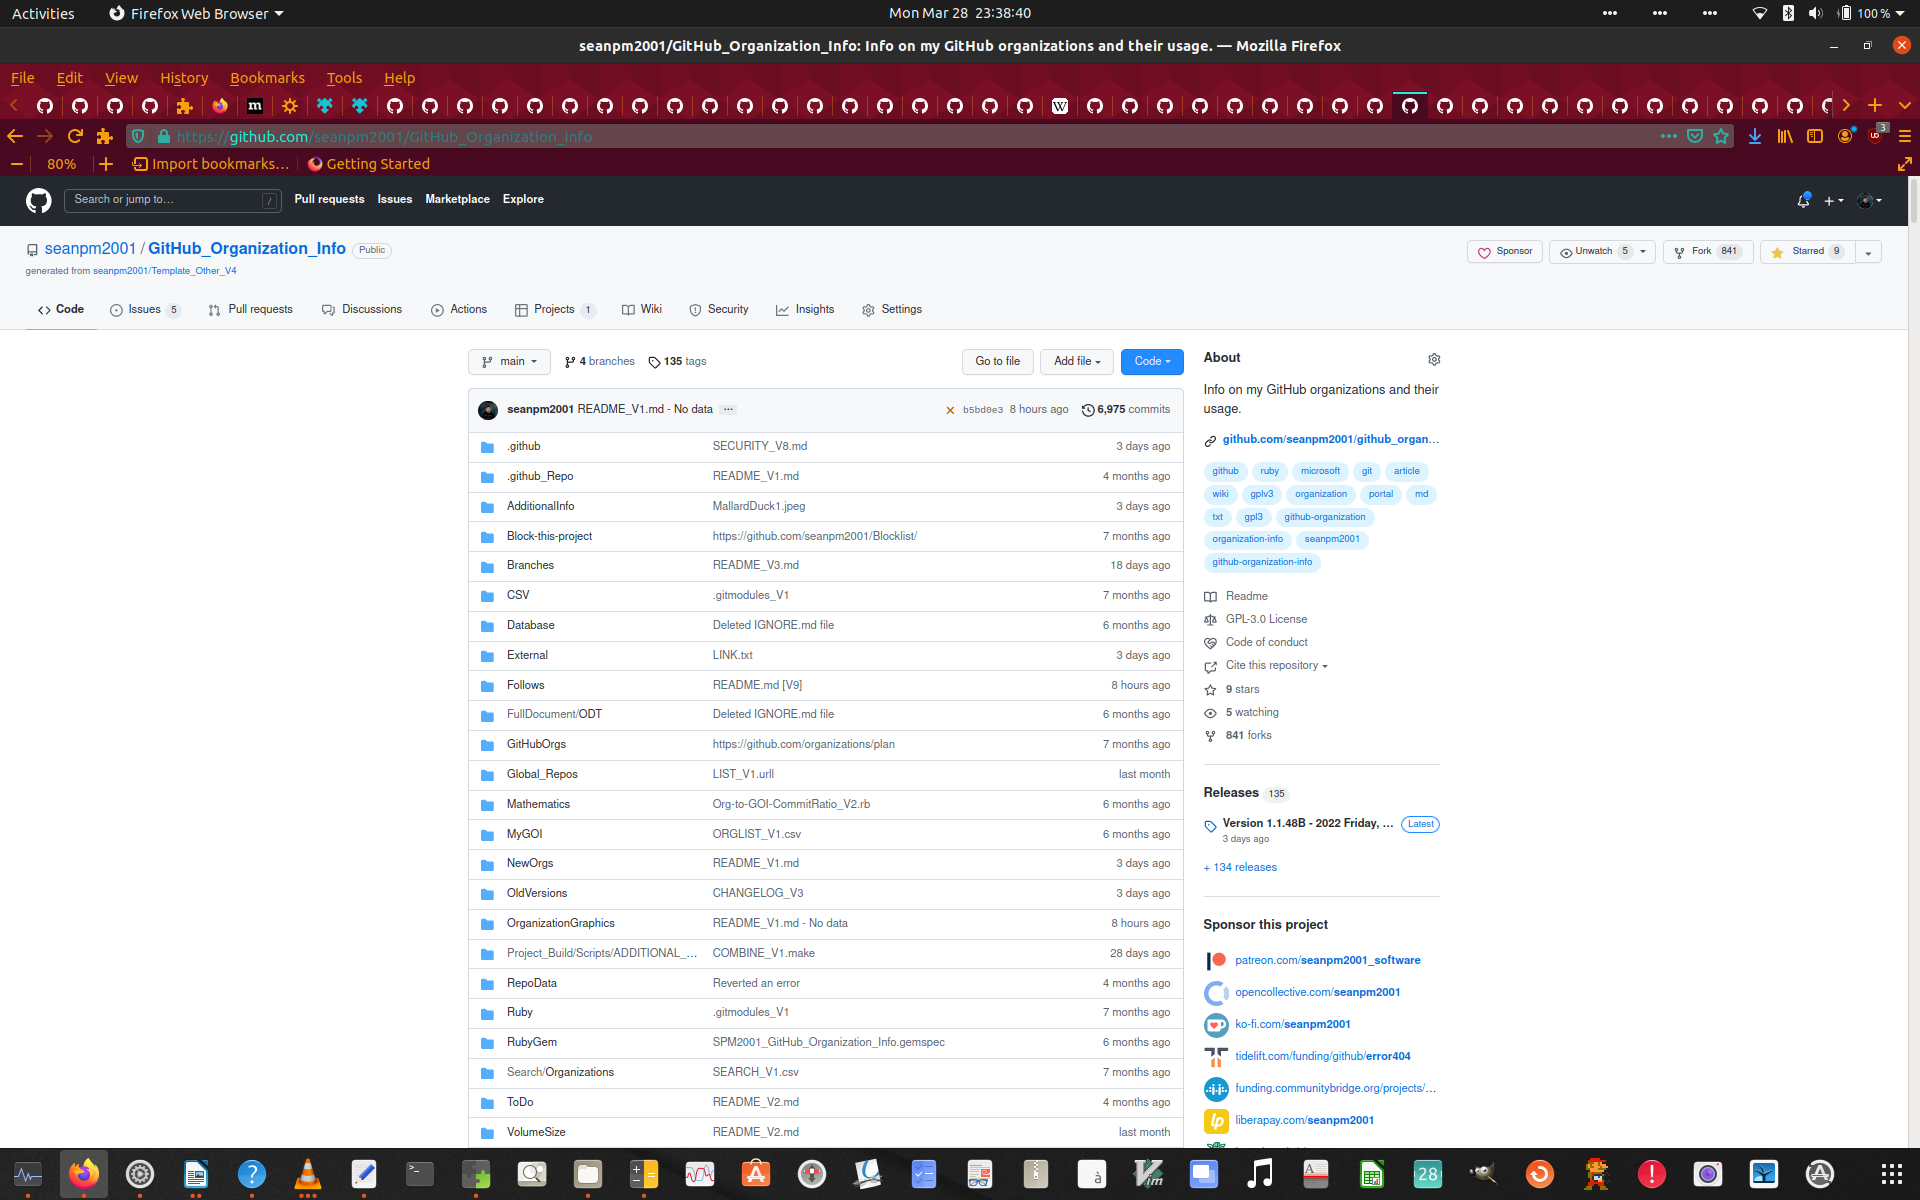 Activities Firefox Web Browser Mon Mar 28 23:38:40 100 %
seanpm2001/GitHub_Organization_Info: Info on my GitHub organizations and their usage. — Mozilla Firefox
File Edit View History Bookmarks Tools Help
https://github.com/seanpm2001/GitHub_Organization_Info 3
80% Import bookmarks… Getting Started
Search or jump to… / Pull requests Issues Marketplace Explore
seanpm2001 / GitHub_Organization_Info Public Sponsor Unwatch 5 Fork 841 Starred 9
generated from seanpm2001/Template_Other_V4
Code Issues 5 Pull requests Discussions Actions Projects 1 Wiki Security Insights Settings
main 4 branches 135 tags Go to file Add file Code
seanpm2001 README_V1.md - No data ... b5bd0e3 8 hours ago 6,975 commits
.github SECURITY_V8.md 3 days ago
.github_Repo README_V1.md 4 months ago
AdditionalInfo MallardDuck1.jpeg 3 days ago
Block-this-project https://github.com/seanpm2001/Blocklist/ 7 months ago
Branches README_V3.md 18 days ago
CSV .gitmodules_V1 7 months ago
Database Deleted IGNORE.md file 6 months ago
External LINK.txt 3 days ago
Follows README.md [V9] 8 hours ago
FullDocument/ODT Deleted IGNORE.md file 6 months ago
GitHubOrgs https://github.com/organizations/plan 7 months ago
Global_Repos LIST_V1.urll last month
Mathematics Org-to-GOI-CommitRatio_V2.rb 6 months ago
MyGOI ORGLIST_V1.csv 6 months ago
NewOrgs README_V1.md 3 days ago
OldVersions CHANGELOG_V3 3 days ago
OrganizationGraphics README_V1.md - No data 8 hours ago
Project_Build/Scripts/ADDITIONAL_... COMBINE_V1.make 28 days ago
RepoData Reverted an error 4 months ago
Ruby .gitmodules_V1 7 months ago
RubyGem SPM2001_GitHub_Organization_Info.gemspec 6 months ago
Search/Organizations SEARCH_V1.csv 7 months ago
ToDo README_V2.md 4 months ago
VolumeSize README_V2.md last month
About
Info on my GitHub organizations and their
usage.
github.com/seanpm2001/github_organ...
github ruby microsoft git article
wiki gplv3 organization portal md
txt gpl3 github-organization
organization-info seanpm2001
github-organization-info
Readme
GPL-3.0 License
Code of conduct
Cite this repository
9 stars
5 watching
841 forks
Releases 135
Version 1.1.48B - 2022 Friday, ... Latest
3 days ago
+ 134 releases
Sponsor this project
patreon.com/seanpm2001_software
opencollective.com/seanpm2001
ko-fi.com/seanpm2001
tidelift.com/funding/github/error404
funding.communitybridge.org/projects/...
liberapay.com/seanpm2001
28